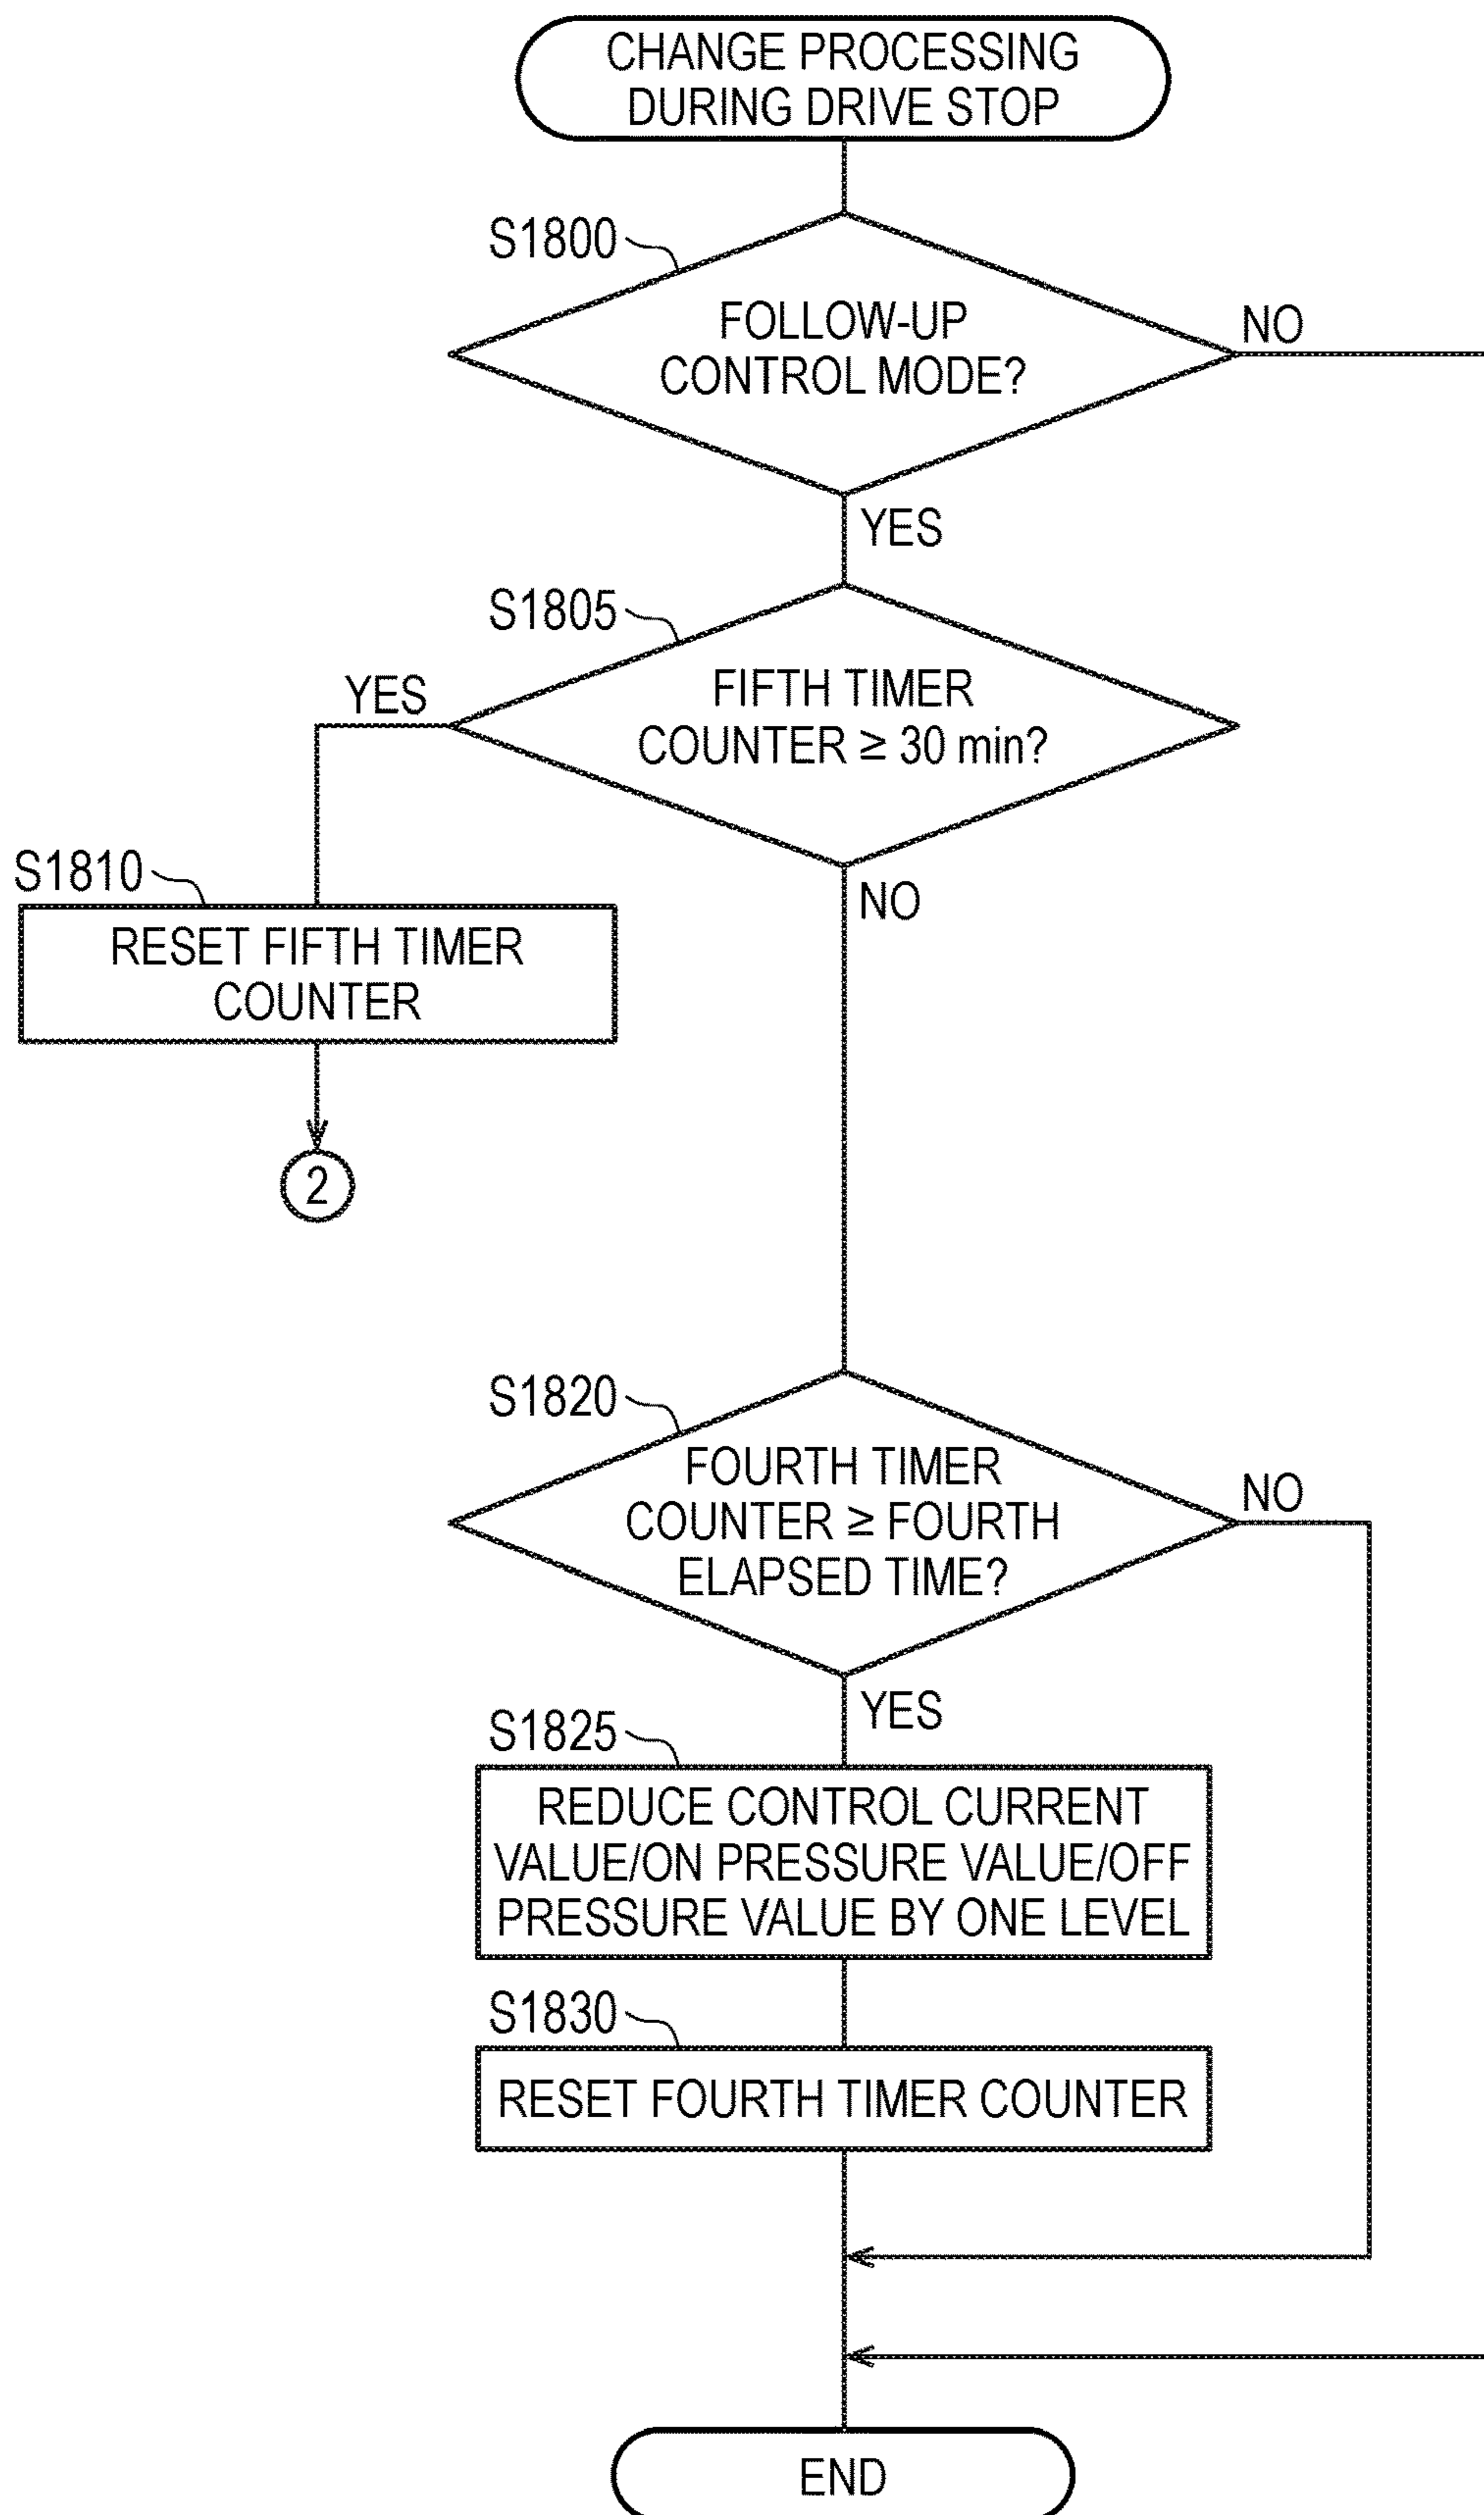 CHANGE PROCESSING
DURING DRIVE STOP
S1800
FOLLOW-UP
CONTROL MODE?
NO
YES
S1805
FIFTH TIMER
COUNTER ≥ 30 min?
YES
NO
S1810
RESET FIFTH TIMER
COUNTER
2
S1820
FOURTH TIMER
COUNTER ≥ FOURTH
ELAPSED TIME?
NO
YES
S1825
REDUCE CONTROL CURRENT
VALUE/ON PRESSURE VALUE/OFF
PRESSURE VALUE BY ONE LEVEL
S1830
RESET FOURTH TIMER COUNTER
END